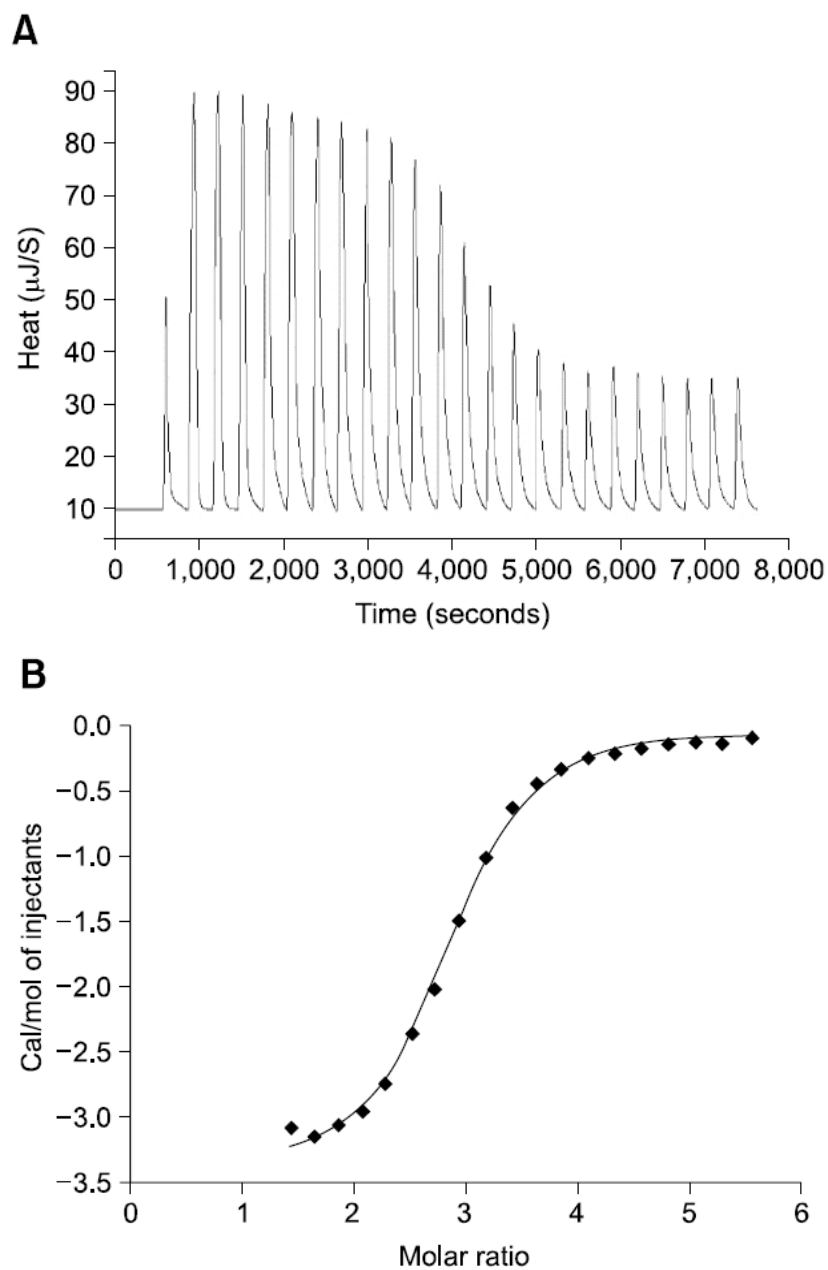 A
90
80
70
60
50
40
30
20
10
Heat (µJ/S)
0 1,000 2,000 3,000 4,000 5,000 6,000 7,000 8,000
Time (seconds)
B
0.0
−0.5
−1.0
−1.5
−2.0
−2.5
−3.0
−3.5
Cal/mol of injectants
0 1 2 3 4 5 6
Molar ratio